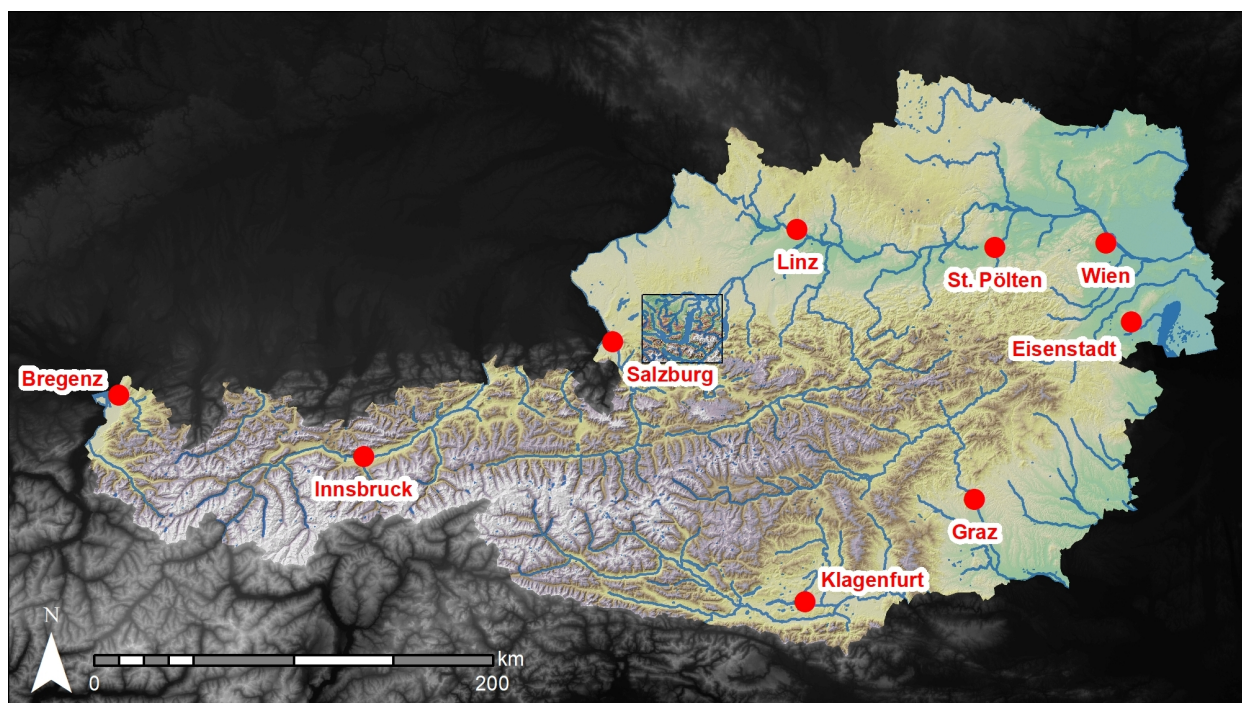 Linz
St. Pölten
Wien
Eisenstadt
Salzburg
Bregenz
Innsbruck
Graz
Klagenfurt
N
km
0
200